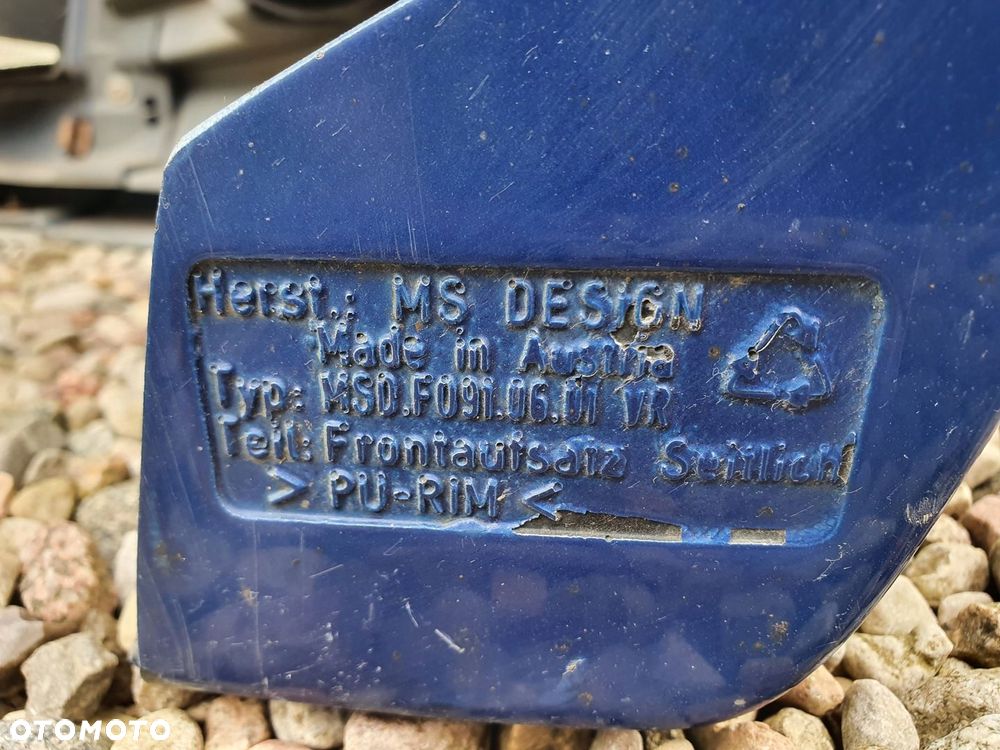 Herst.: MS DESIGN
Made in Austria
Typ: MSD.F091.06.01 VR
Teil: Frontaufsatz Seitlich
> PU-RIM <
OTOMOTO